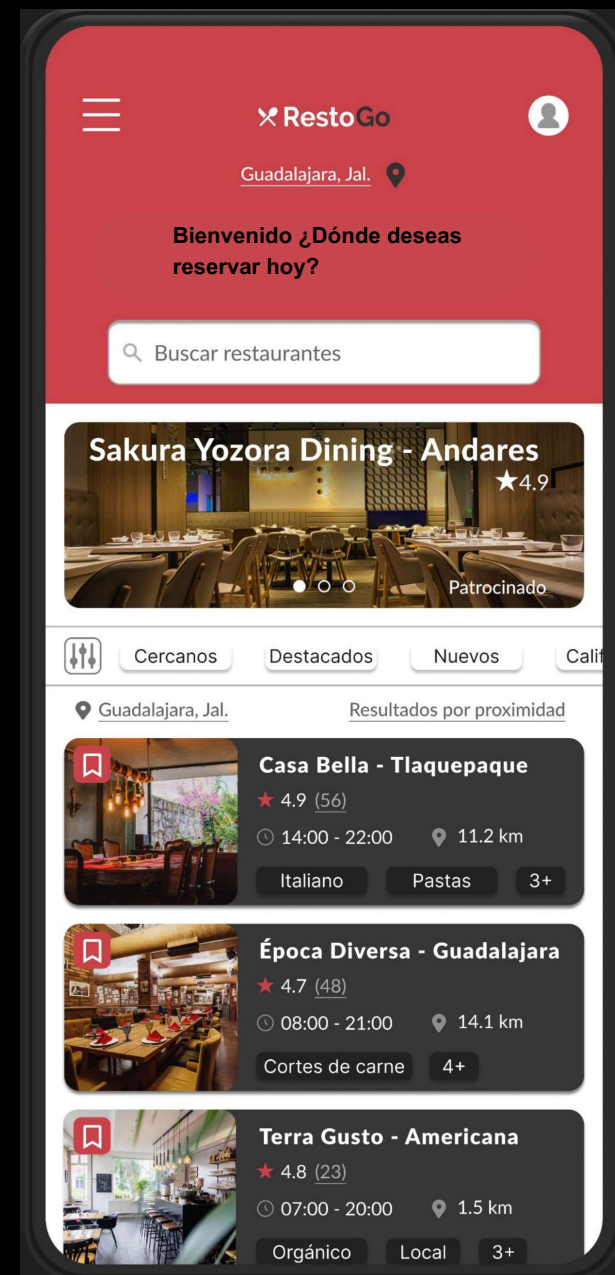 RestoGo
Guadalajara, Jal.
Bienvenido ¿Dónde deseas
reservar hoy?
Buscar restaurantes
Sakura Yozora Dining - Andares
★4.9
Patrocinado
Cercanos Destacados Nuevos Calif
Guadalajara, Jal. Resultados por proximidad
Casa Bella - Tlaquepaque
★ 4.9 (56)
14:00 - 22:00 11.2 km
Italiano Pastas 3+
Época Diversa - Guadalajara
★ 4.7 (48)
08:00 - 21:00 14.1 km
Cortes de carne 4+
Terra Gusto - Americana
★ 4.8 (23)
07:00 - 20:00 1.5 km
Orgánico Local 3+